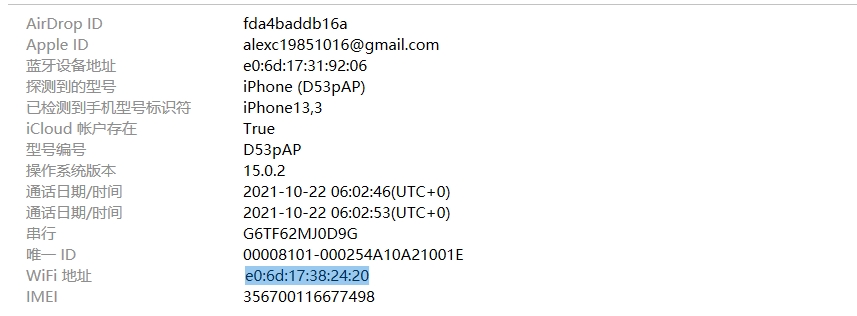 AirDrop ID fda4baddb16a
Apple ID alexc19851016@gmail.com
蓝牙设备地址 e0:6d:17:31:92:06
探测到的型号 iPhone (D53pAP)
已检测到手机型号标识符 iPhone13,3
iCloud 帐户存在 True
型号编号 D53pAP
操作系统版本 15.0.2
通话日期/时间 2021-10-22 06:02:46(UTC+0)
通话日期/时间 2021-10-22 06:02:53(UTC+0)
串行 G6TF62MJ0D9G
唯一 ID 00008101-000254A10A21001E
WiFi 地址 e0:6d:17:38:24:20
IMEI 356700116677498